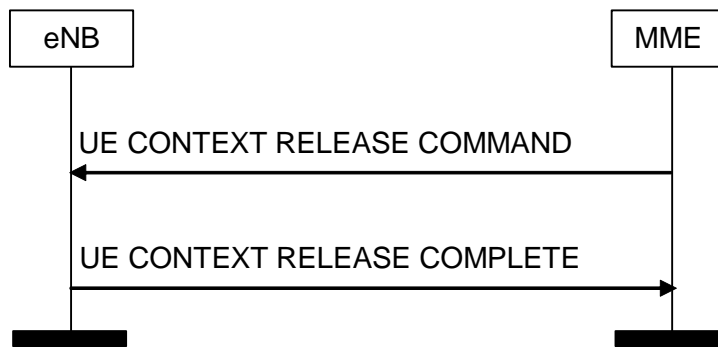 eNB
MME
UE CONTEXT RELEASE COMMAND
UE CONTEXT RELEASE COMPLETE